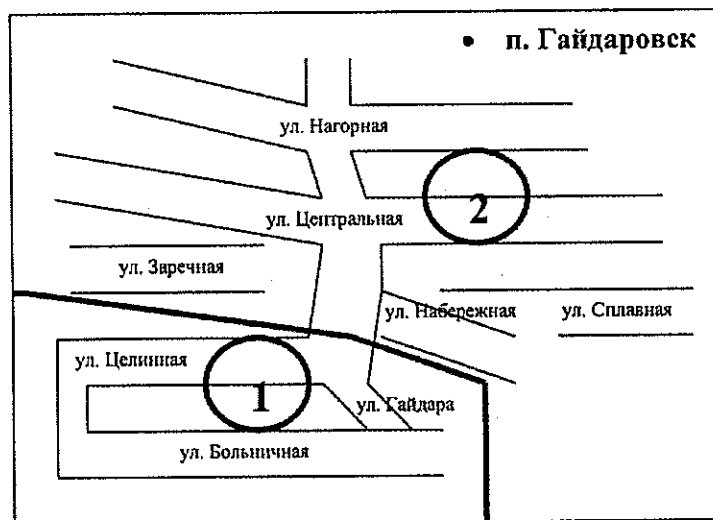 • п. Гайдаровск
ул. Нагорная
2
ул. Центральная
ул. Заречная
ул. Набережная
ул. Сплавная
ул. Целинная
1
ул. Гайдара
ул. Больничная